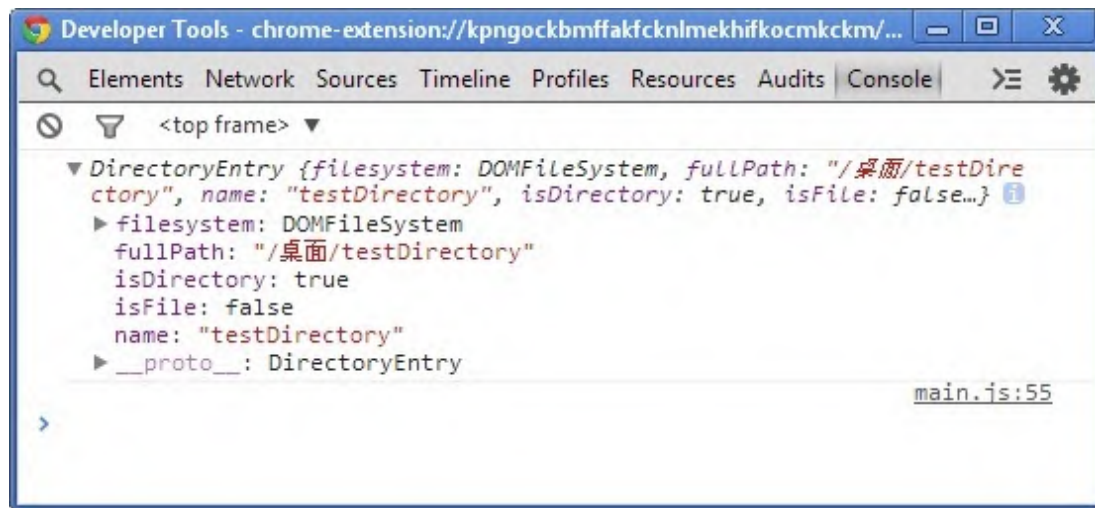 Developer Tools - chrome-extension://kpngockbmffakfcknlmekhifkocmkckm/...
Elements Network Sources Timeline Profiles Resources Audits Console
<top frame> ▼
▼ DirectoryEntry {filesystem: DOMFileSystem, fullPath: "/桌面/testDire
ctory", name: "testDirectory", isDirectory: true, isFile: false…}
▶ filesystem: DOMFileSystem
fullPath: "/桌面/testDirectory"
isDirectory: true
isFile: false
name: "testDirectory"
▶ __proto__: DirectoryEntry
main.js:55
>